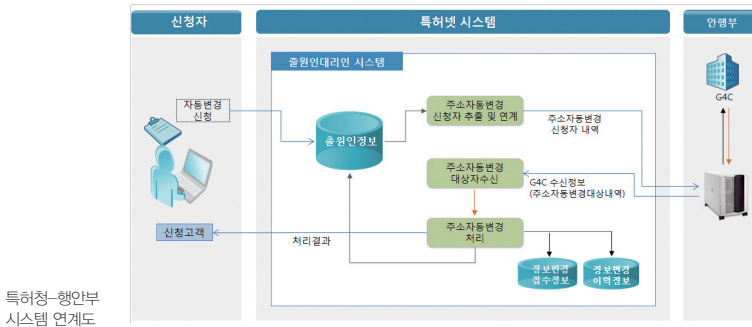 신청자
특허넷 시스템
안행부
출원인대리인 시스템
자동변경
신청
출원인정보
주소자동변경
신청자 추출 및 연계
주소자동변경
신청자 내역
G4C
주소자동변경
대상자수신
G4C 수신정보
(주소자동변경대상내역)
신청고객
처리결과
주소자동변경
처리
정보변경
접수정보
정보변경
이력정보
특허청–행안부
시스템 연계도